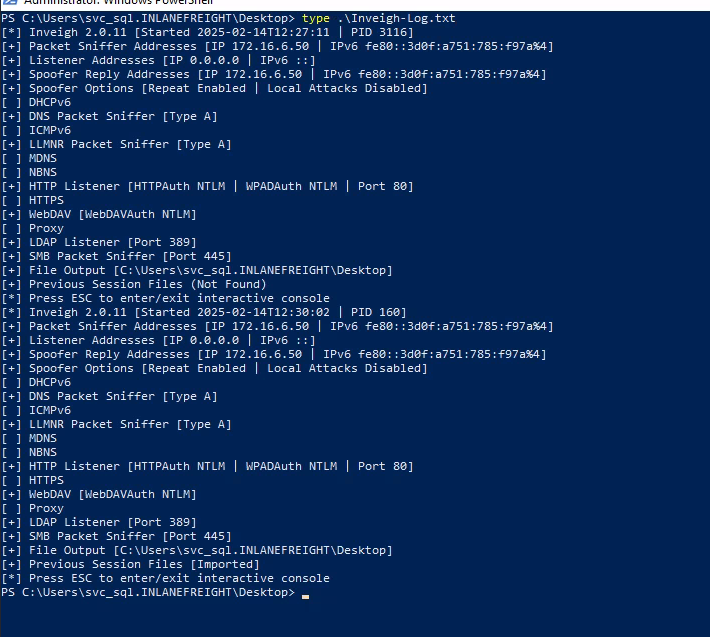 Administrator: Windows PowerShell
PS C:\Users\svc_sql.INLANEFREIGHT\Desktop> type .\Inveigh-Log.txt
[*] Inveigh 2.0.11 [Started 2025-02-14T12:27:11 | PID 3116]
[+] Packet Sniffer Addresses [IP 172.16.6.50 | IPv6 fe80::3d0f:a751:785:f97a%4]
[+] Listener Addresses [IP 0.0.0.0 | IPv6 ::]
[+] Spoofer Reply Addresses [IP 172.16.6.50 | IPv6 fe80::3d0f:a751:785:f97a%4]
[+] Spoofer Options [Repeat Enabled | Local Attacks Disabled]
[ ] DHCPv6
[+] DNS Packet Sniffer [Type A]
[ ] ICMPv6
[+] LLMNR Packet Sniffer [Type A]
[ ] MDNS
[ ] NBNS
[+] HTTP Listener [HTTPAuth NTLM | WPADAuth NTLM | Port 80]
[ ] HTTPS
[+] WebDAV [WebDAVAuth NTLM]
[ ] Proxy
[+] LDAP Listener [Port 389]
[+] SMB Packet Sniffer [Port 445]
[+] File Output [C:\Users\svc_sql.INLANEFREIGHT\Desktop]
[+] Previous Session Files (Not Found)
[*] Press ESC to enter/exit interactive console
[*] Inveigh 2.0.11 [Started 2025-02-14T12:30:02 | PID 160]
[+] Packet Sniffer Addresses [IP 172.16.6.50 | IPv6 fe80::3d0f:a751:785:f97a%4]
[+] Listener Addresses [IP 0.0.0.0 | IPv6 ::]
[+] Spoofer Reply Addresses [IP 172.16.6.50 | IPv6 fe80::3d0f:a751:785:f97a%4]
[+] Spoofer Options [Repeat Enabled | Local Attacks Disabled]
[ ] DHCPv6
[+] DNS Packet Sniffer [Type A]
[ ] ICMPv6
[+] LLMNR Packet Sniffer [Type A]
[ ] MDNS
[ ] NBNS
[+] HTTP Listener [HTTPAuth NTLM | WPADAuth NTLM | Port 80]
[ ] HTTPS
[+] WebDAV [WebDAVAuth NTLM]
[ ] Proxy
[+] LDAP Listener [Port 389]
[+] SMB Packet Sniffer [Port 445]
[+] File Output [C:\Users\svc_sql.INLANEFREIGHT\Desktop]
[+] Previous Session Files [Imported]
[*] Press ESC to enter/exit interactive console
PS C:\Users\svc_sql.INLANEFREIGHT\Desktop>